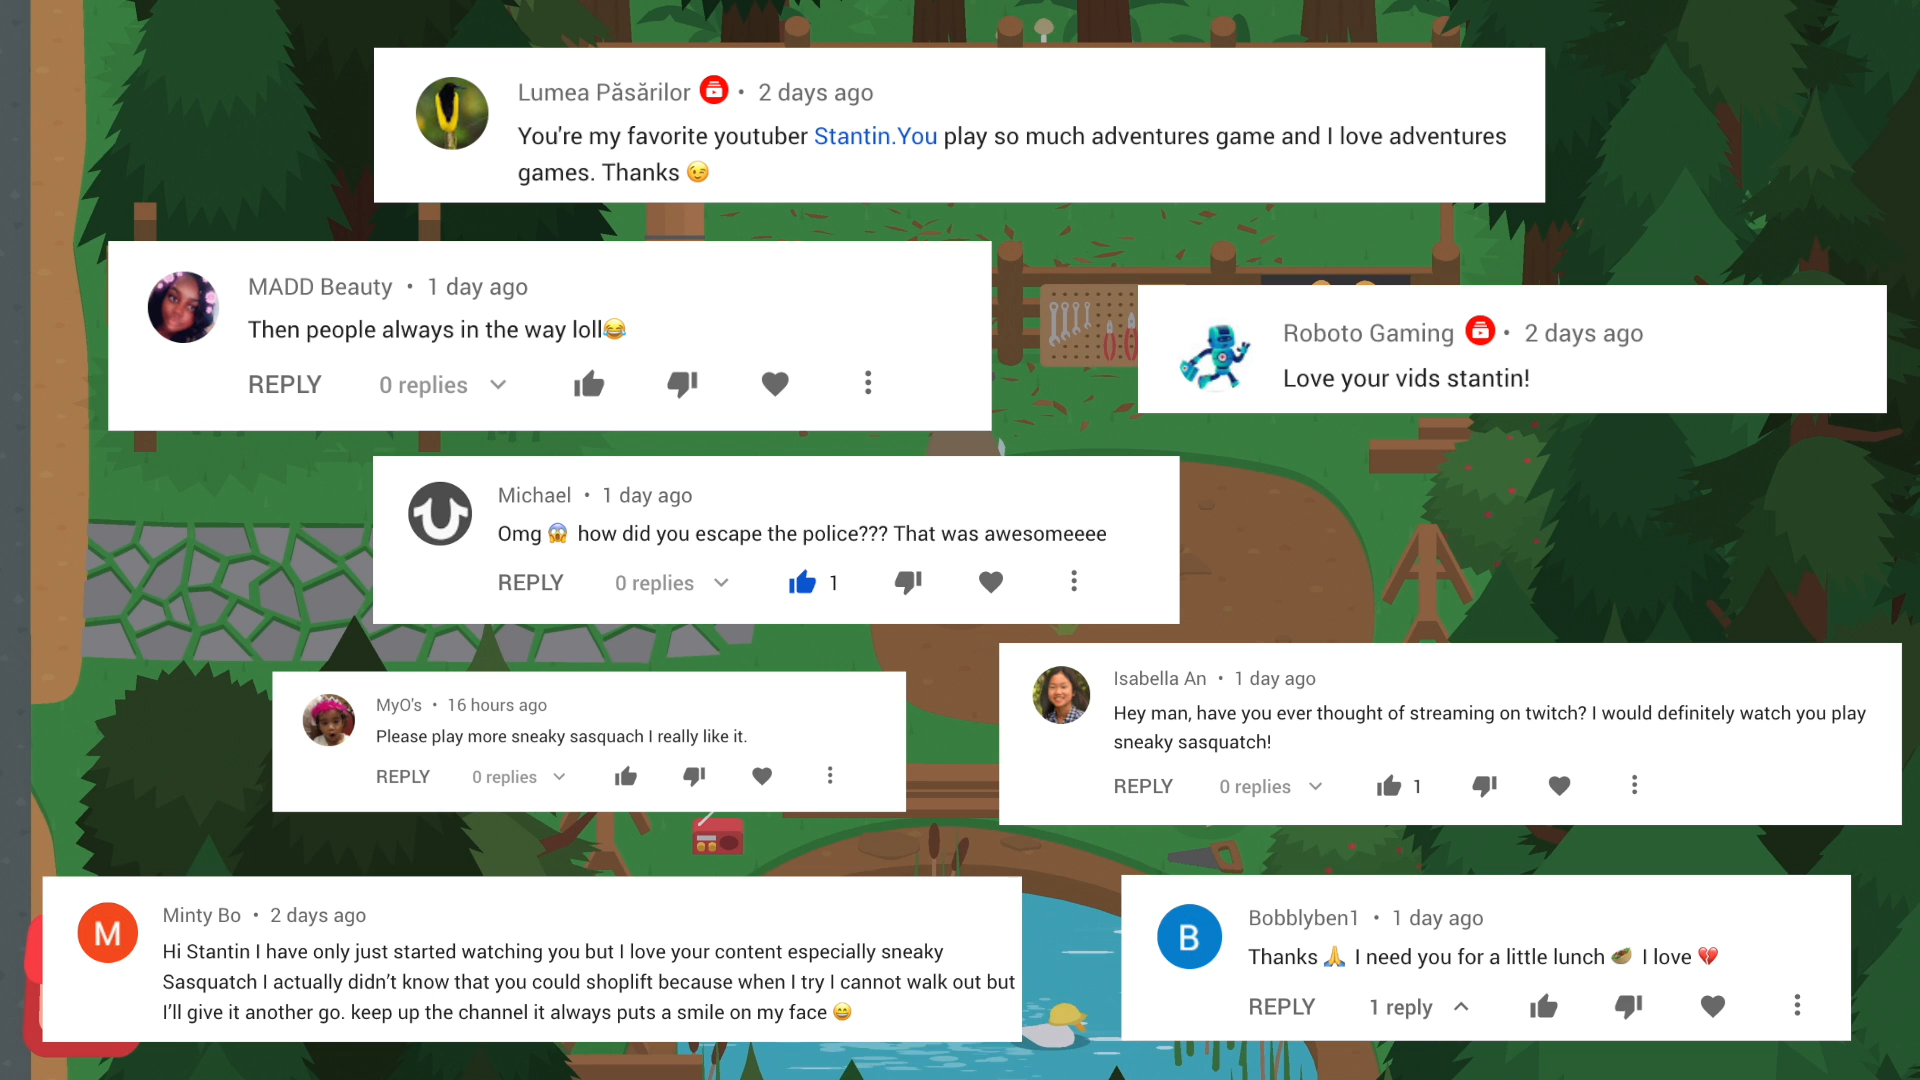 Lumea Păsărilor • 2 days ago
You're my favorite youtuber Stantin.You play so much adventures game and I love adventures
games. Thanks 😉
MADD Beauty • 1 day ago
Then people always in the way loll😂
REPLY 0 replies
Roboto Gaming • 2 days ago
Love your vids stantin!
Michael • 1 day ago
Omg 😱 how did you escape the police??? That was awesomeeee
REPLY 0 replies 1
MyO's • 16 hours ago
Please play more sneaky sasquach I really like it.
REPLY 0 replies
Isabella An • 1 day ago
Hey man, have you ever thought of streaming on twitch? I would definitely watch you play
sneaky sasquatch!
REPLY 0 replies 1
M
Minty Bo • 2 days ago
Hi Stantin I have only just started watching you but I love your content especially sneaky
Sasquatch I actually didn’t know that you could shoplift because when I try I cannot walk out but
I’ll give it another go. keep up the channel it always puts a smile on my face 😄
B
Bobblyben1 • 1 day ago
Thanks 🙏 I need you for a little lunch 🥙 I love 💔
REPLY 1 reply